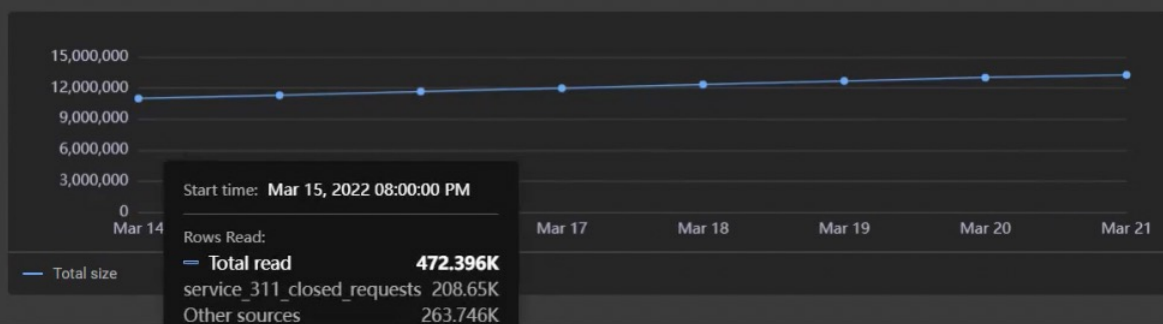 15,000,000
12,000,000
9,000,000
6,000,000
3,000,000
0
Mar 14 Mar 17 Mar 18 Mar 19 Mar 20 Mar 21
Total size
Start time: Mar 15, 2022 08:00:00 PM
Rows Read:
Total read 472.396K
service_311_closed_requests 208.65K
Other sources 263.746K